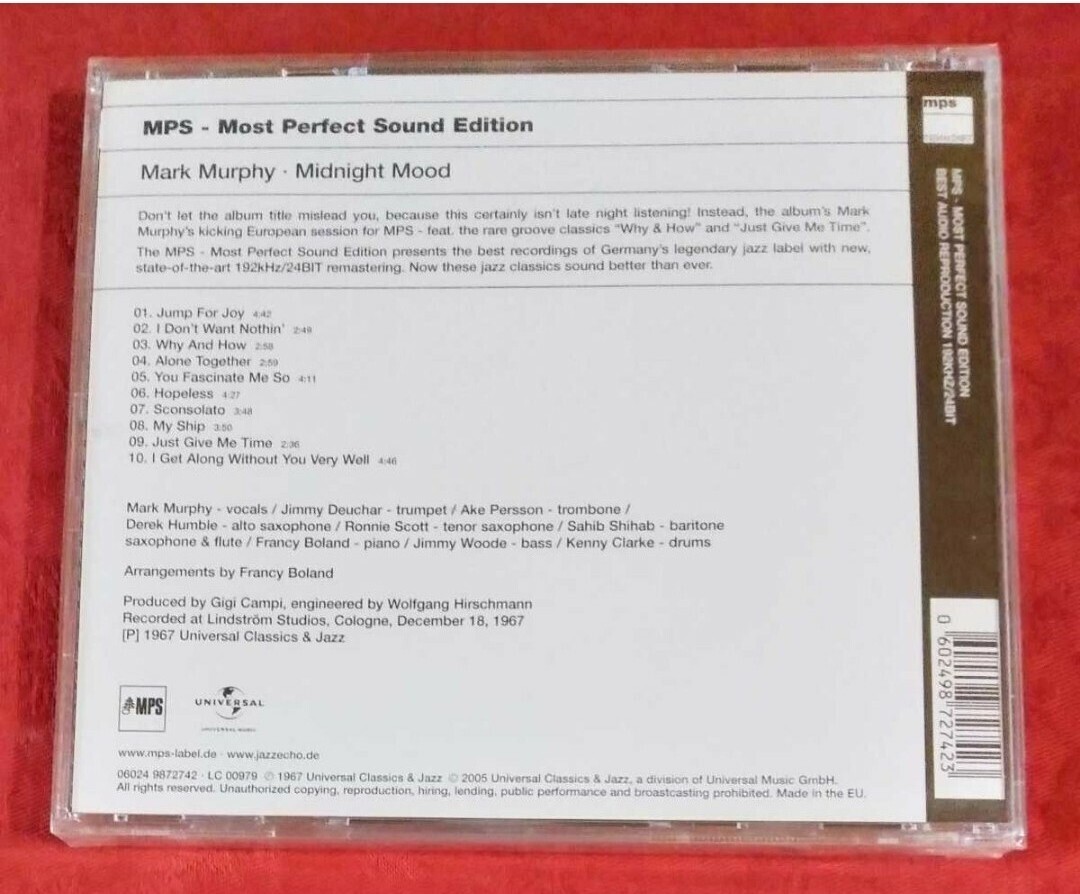 MPS - Most Perfect Sound Edition
Mark Murphy · Midnight Mood
Don't let the album title mislead you, because this certainly isn't late night listening! Instead, the album's Mark
Murphy's kicking European session for MPS - feat. the rare groove classics "Why & How" and "Just Give Me Time".
The MPS - Most Perfect Sound Edition presents the best recordings of Germany's legendary jazz label with new,
state-of-the-art 192kHz/24BIT remastering. Now these jazz classics sound better than ever.
01. Jump For Joy 4:42
02. I Don't Want Nothin' 2:49
03. Why And How 2:58
04. Alone Together 2:59
05. You Fascinate Me So 4:11
06. Hopeless 4:27
07. Sconsolato 3:48
08. My Ship 3:50
09. Just Give Me Time 2:36
10. I Get Along Without You Very Well 4:46
Mark Murphy - vocals / Jimmy Deuchar - trumpet / Ake Persson - trombone /
Derek Humble - alto saxophone / Ronnie Scott - tenor saxophone / Sahib Shihab - baritone
saxophone & flute / Francy Boland - piano / Jimmy Woode - bass / Kenny Clarke - drums
Arrangements by Francy Boland
Produced by Gigi Campi, engineered by Wolfgang Hirschmann
Recorded at Lindström Studios, Cologne, December 18, 1967
[P] 1967 Universal Classics & Jazz
MPS
UNIVERSAL
UNIVERSAL MUSIC
www.mps-label.de · www.jazzecho.de
06024 9872742 · LC 00979 ℗ 1967 Universal Classics & Jazz © 2005 Universal Classics & Jazz, a division of Universal Music GmbH.
All rights reserved. Unauthorized copying, reproduction, hiring, lending, public performance and broastcasting prohibited. Made in the EU.
mps
MPS - MOST PERFECT SOUND EDITION
BEST AUDIO REPRODUCTION 192KHZ/24BIT
0 602498 727423